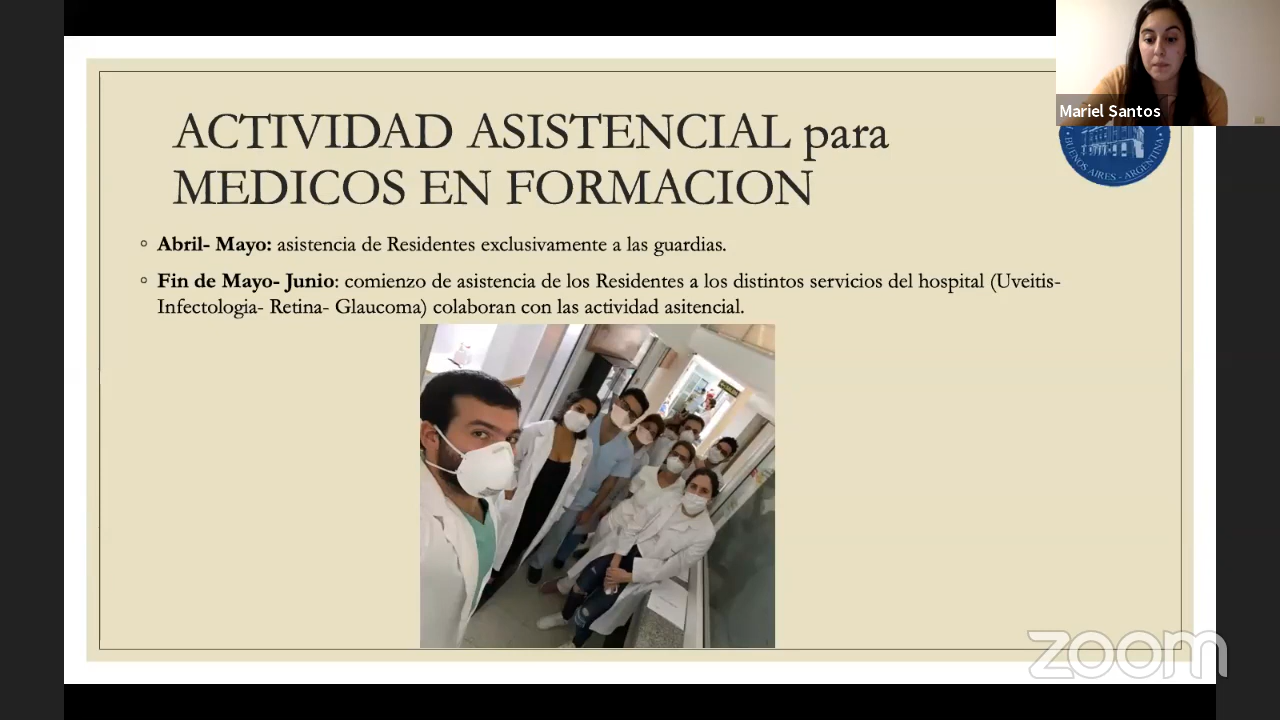 Mariel Santos
ACTIVIDAD ASISTENCIAL para
MEDICOS EN FORMACION
BUENOS AIRES - ARGENTINA
◦ Abril- Mayo: asistencia de Residentes exclusivamente a las guardias.
◦ Fin de Mayo- Junio: comienzo de asistencia de los Residentes a los distintos servicios del hospital (Uveitis-
Infectologia- Retina- Glaucoma) colaboran con las actividad asitencial.
zoom